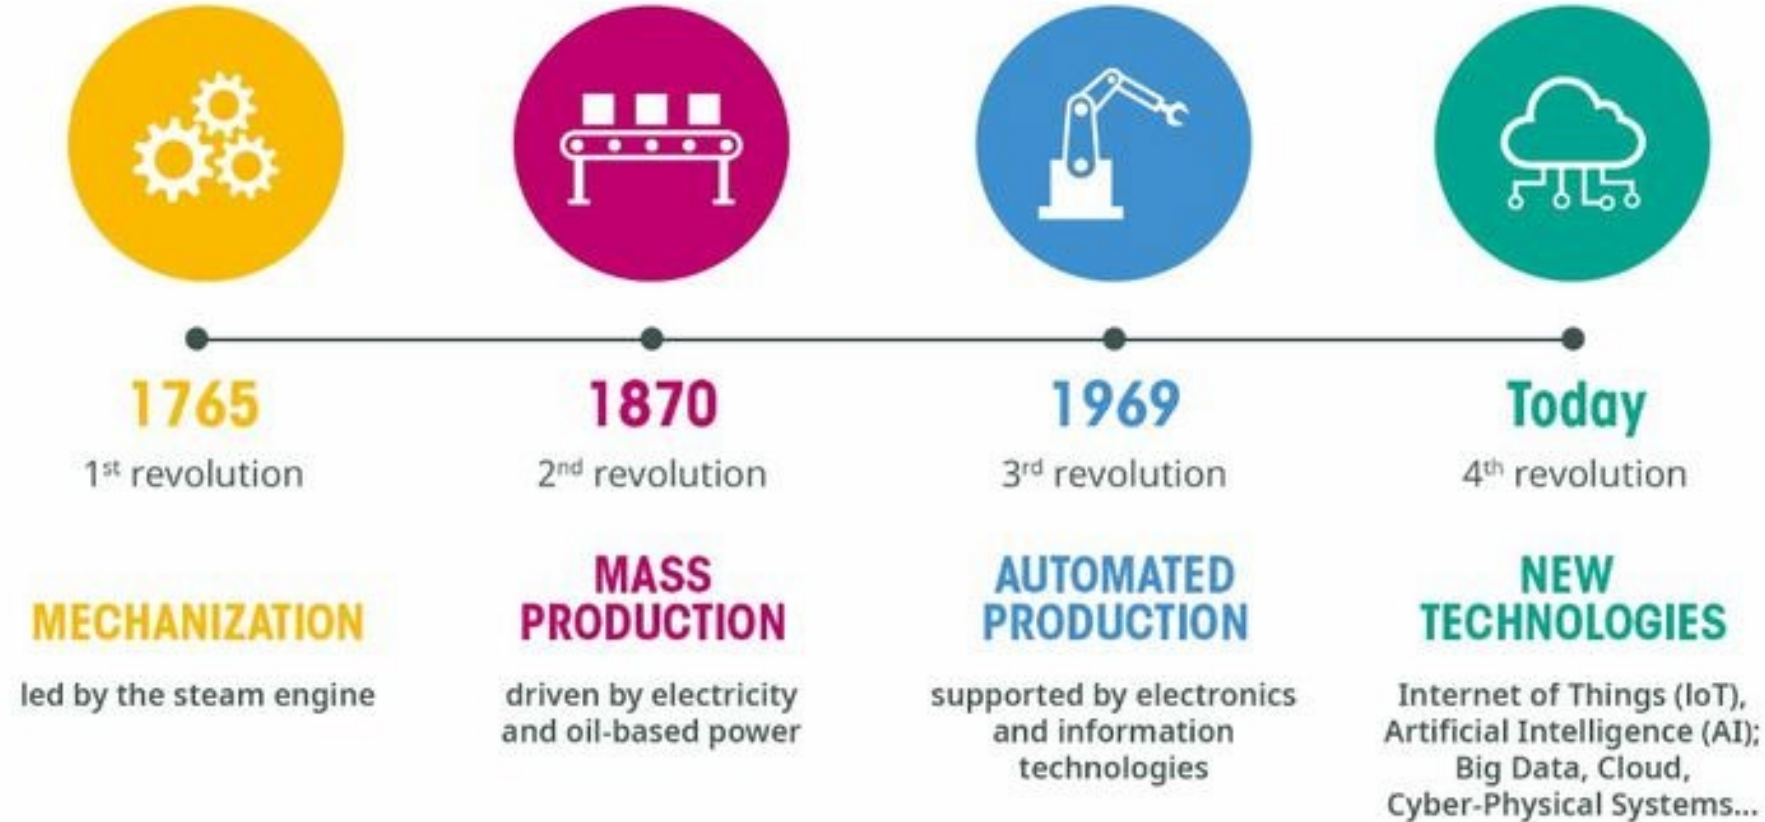 1765
1st revolution
MECHANIZATION
led by the steam engine
1870
2nd revolution
MASS
PRODUCTION
driven by electricity
and oil-based power
1969
3rd revolution
AUTOMATED
PRODUCTION
supported by electronics
and information
technologies
Today
4th revolution
NEW
TECHNOLOGIES
Internet of Things (IoT),
Artificial Intelligence (AI);
Big Data, Cloud,
Cyber-Physical Systems...